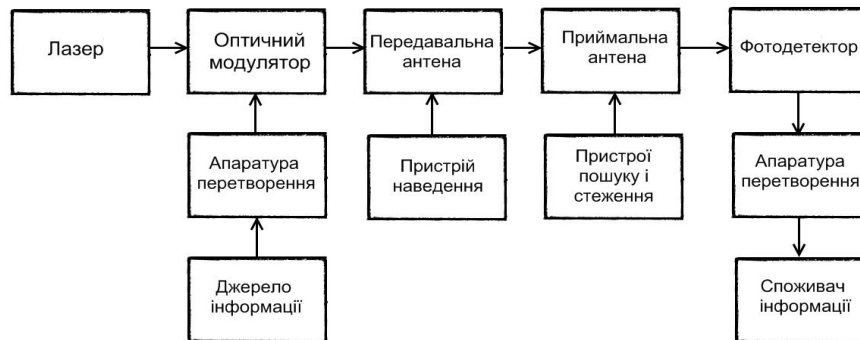 Лазер
Оптичний
модулятор
Передавальна
антена
Приймальна
антена
Фотодетектор
Апаратура
перетворення
Пристрій
наведення
Пристрої
пошуку і
стеження
Апаратура
перетворення
Джерело
інформації
Споживач
інформації